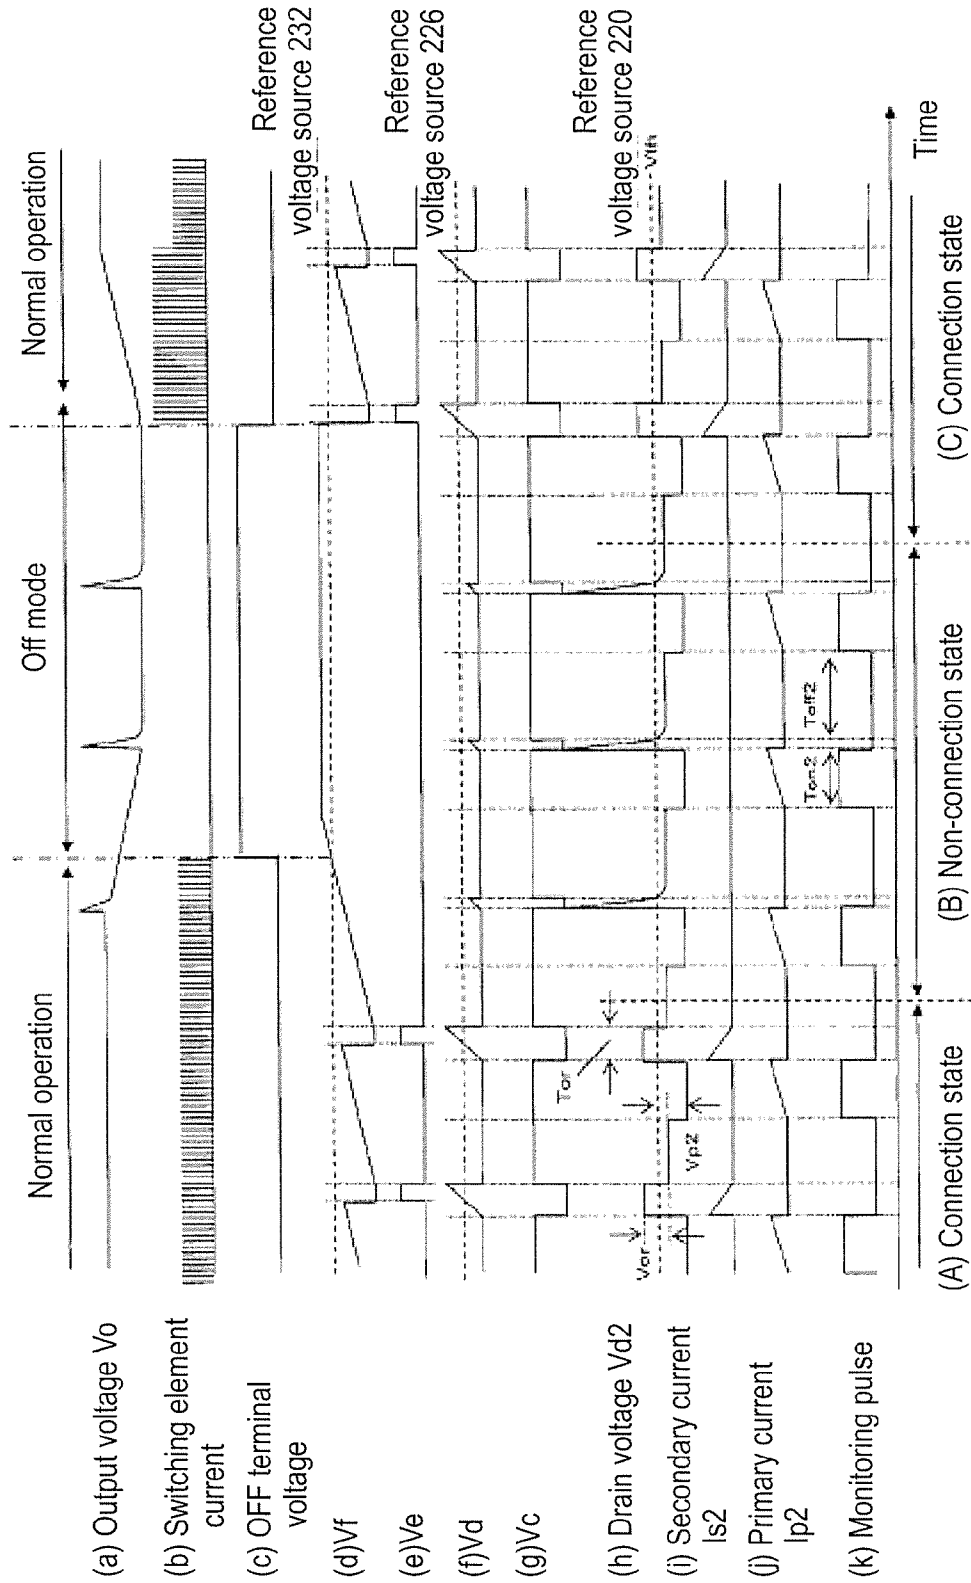 Normal operation
Off mode
Normal operation
(a) Output voltage Vo
(b) Switching element
current
(c) OFF terminal
voltage
Reference
voltage source 232
(d)Vf
(e)Ve
Reference
voltage source 226
(f)Vd
(g)Vc
Reference
voltage source 220
Vth
Tor
(h) Drain voltage Vd2
Vor
Vp2
(i) Secondary current
Is2
(j) Primary current
Ip2
Ton2
Toff2
(k) Monitoring pulse
Time
(A) Connection state
(B) Non-connection state
(C) Connection state